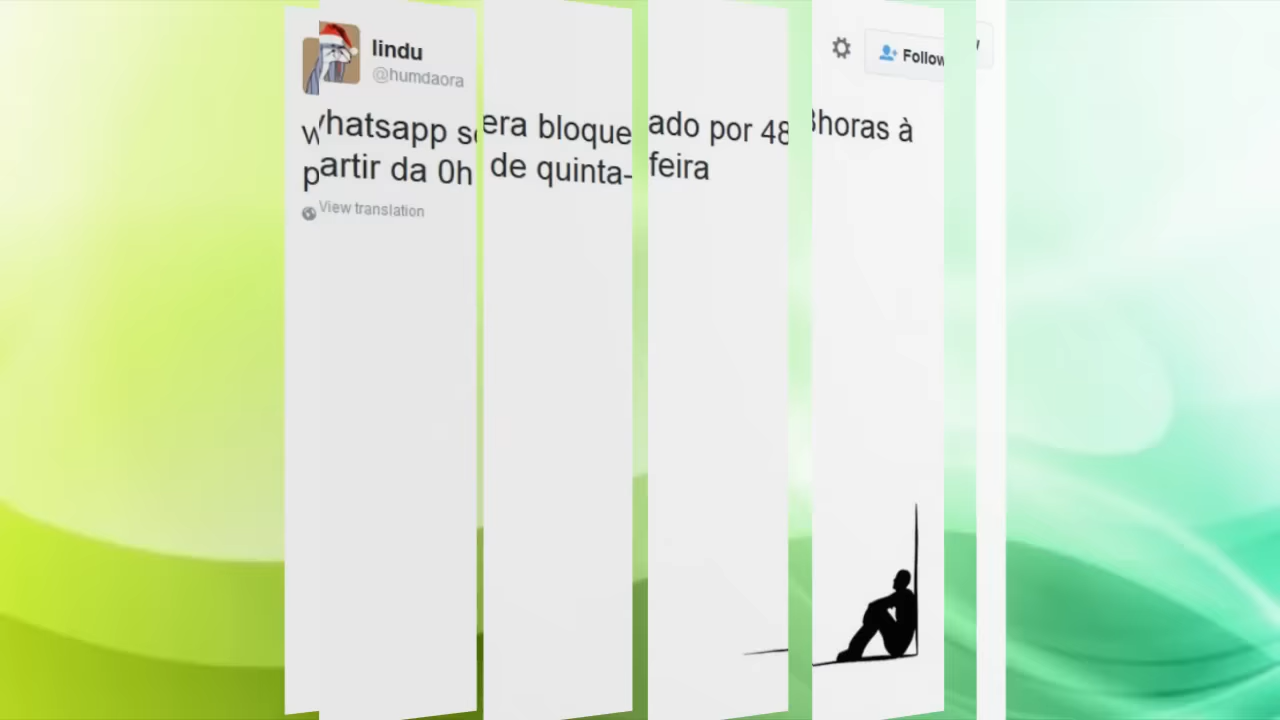 lindu
@humdaora
Follow
whatsapp sera bloqueado por 48horas à
partir da 0h de quinta-feira
View translation